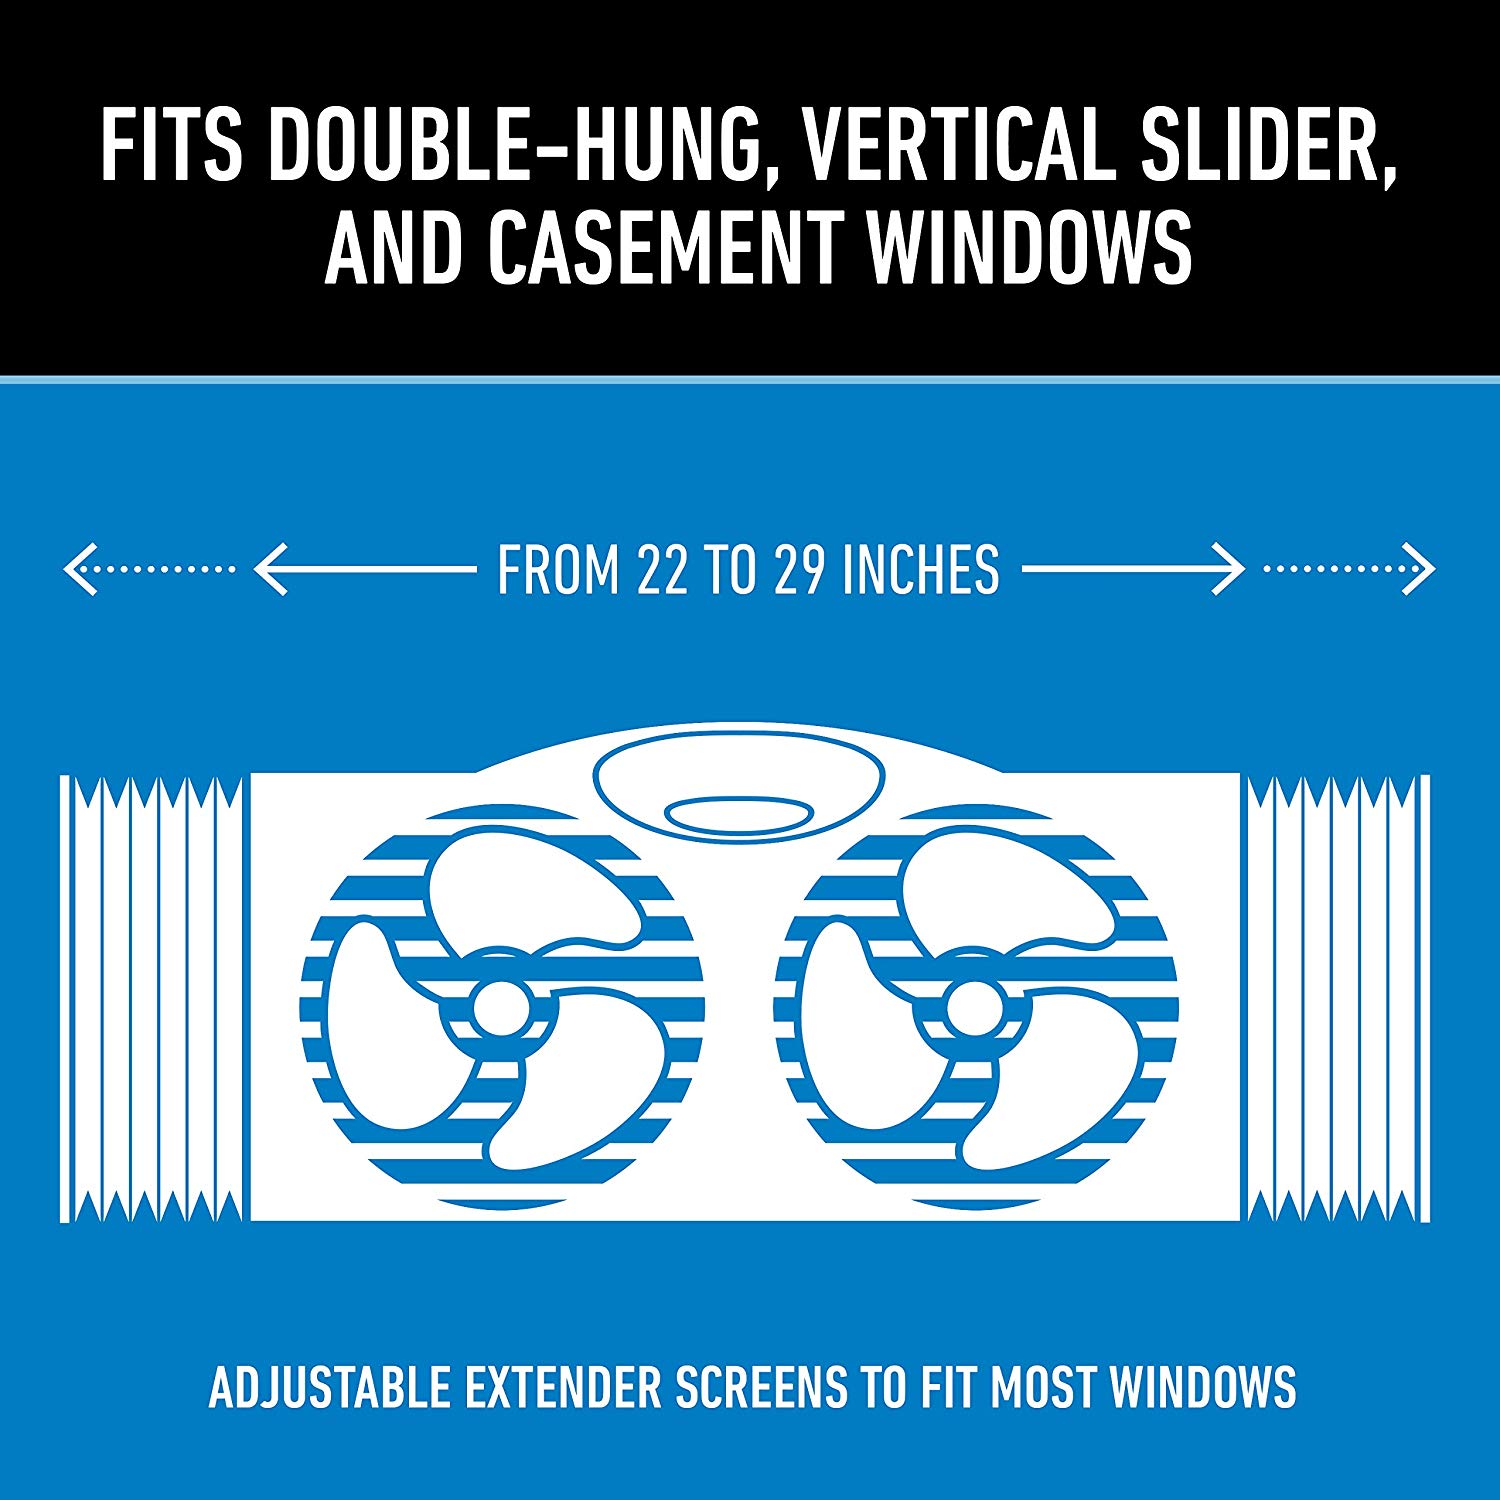 FITS DOUBLE-HUNG, VERTICAL SLIDER,
AND CASEMENT WINDOWS
FROM 22 TO 29 INCHES
ADJUSTABLE EXTENDER SCREENS TO FIT MOST WINDOWS